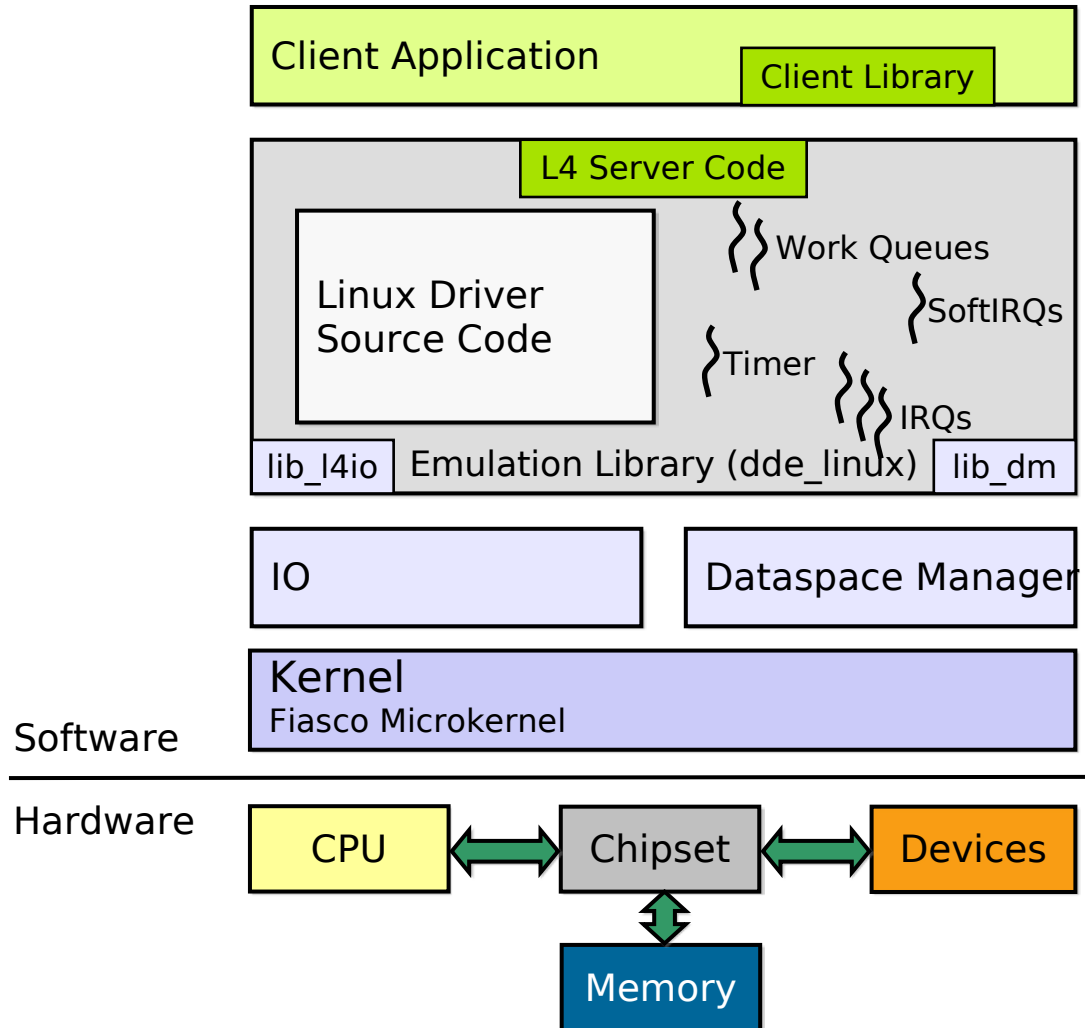 Client Application
Client Library
L4 Server Code
Work Queues
Linux Driver
Source Code
SoftIRQs
Timer
IRQs
lib_l4io
Emulation Library (dde_linux)
lib_dm
IO
Dataspace Manager
Kernel
Fiasco Microkernel
Software
Hardware
CPU
Chipset
Devices
Memory